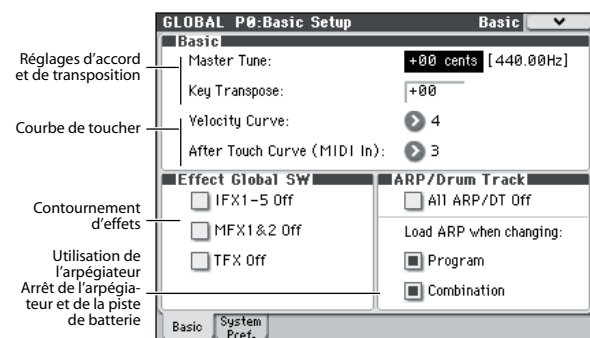 GLOBAL P0:Basic Setup Basic
Basic
Réglages d'accord
et de transposition
Master Tune: +00 cents [440.00Hz]
Key Transpose: +00
Courbe de toucher
Velocity Curve: 4
After Touch Curve (MIDI In): 3
Effect Global SW
IFX1-5 Off
MFX1&2 Off
TFX Off
Contournement
d'effets
ARP/Drum Track
All ARP/DT Off
Load ARP when changing:
Program
Combination
Utilisation de
l'arpégiateur
Arrêt de l'arpégia-
teur et de la piste
de batterie
Basic
System
Pref.